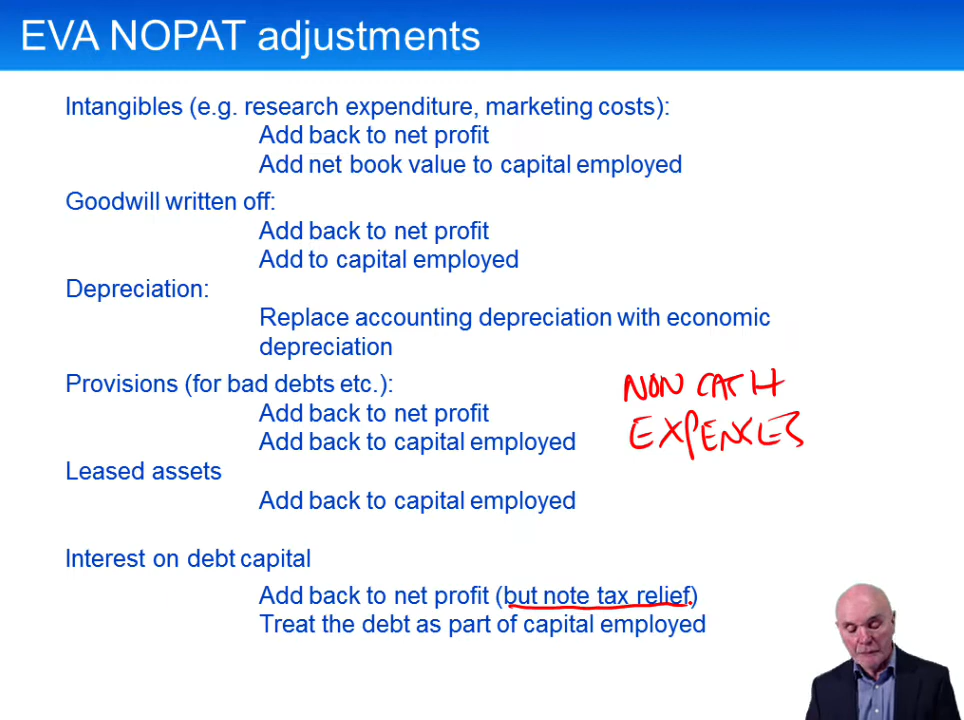 EVA NOPAT adjustments
Intangibles (e.g. research expenditure, marketing costs):
Add back to net profit
Add net book value to capital employed
Goodwill written off:
Add back to net profit
Add to capital employed
Depreciation:
Replace accounting depreciation with economic
depreciation
Provisions (for bad debts etc.):
Add back to net profit
Add back to capital employed
NON CASH
EXPENSES
Leased assets
Add back to capital employed
Interest on debt capital
Add back to net profit (but note tax relief)
Treat the debt as part of capital employed